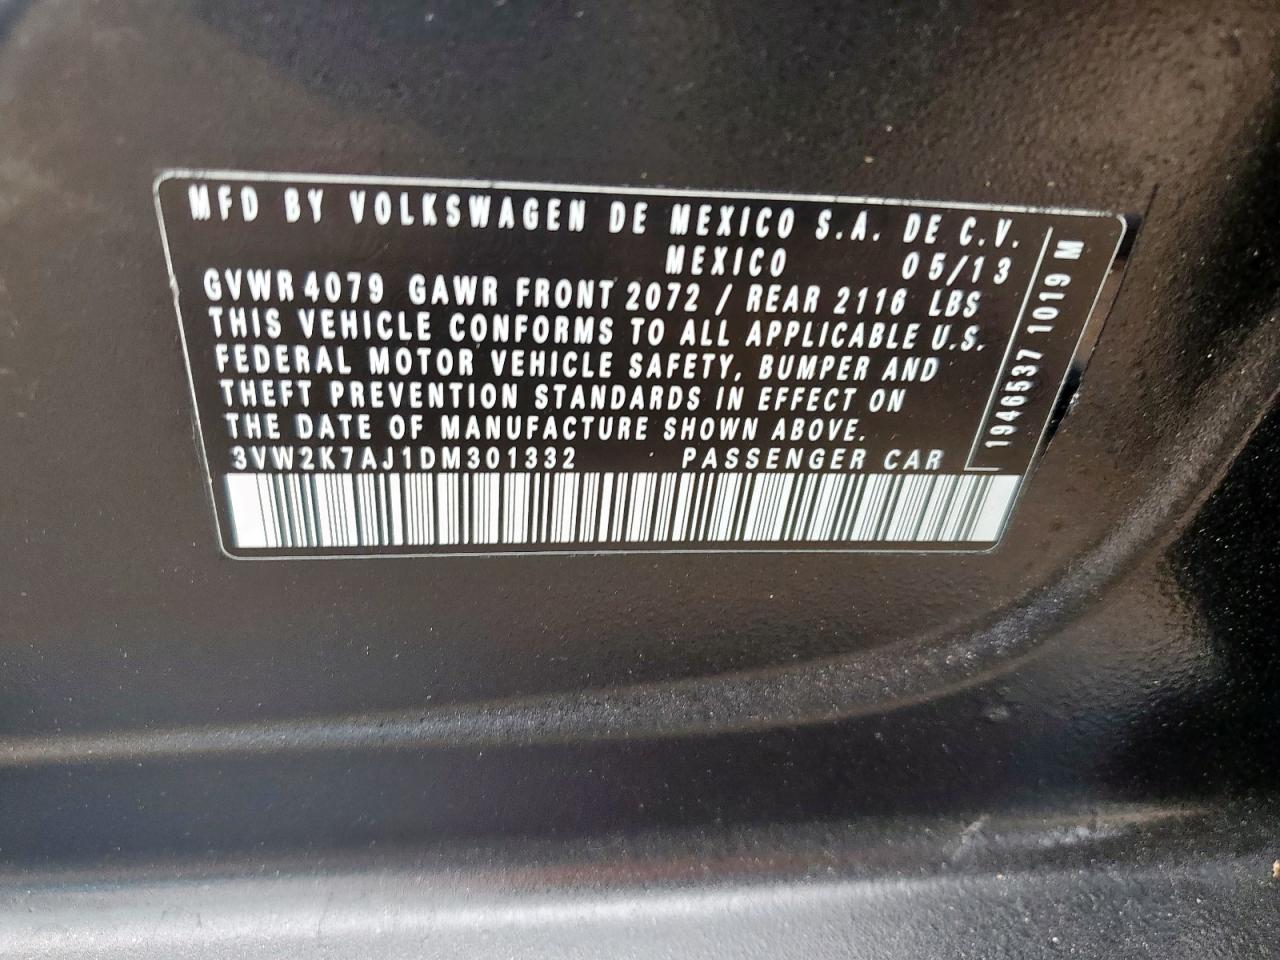 MFD BY VOLKSWAGEN DE MEXICO S.A. DE C.V.
MEXICO 05/13
GVWR 4079 GAWR FRONT 2072 / REAR 2116 LBS
THIS VEHICLE CONFORMS TO ALL APPLICABLE U.S.
FEDERAL MOTOR VEHICLE SAFETY, BUMPER AND
THEFT PREVENTION STANDARDS IN EFFECT ON
THE DATE OF MANUFACTURE SHOWN ABOVE.
3VW2K7AJ1DM301332 PASSENGER CAR
1946537 1019 M